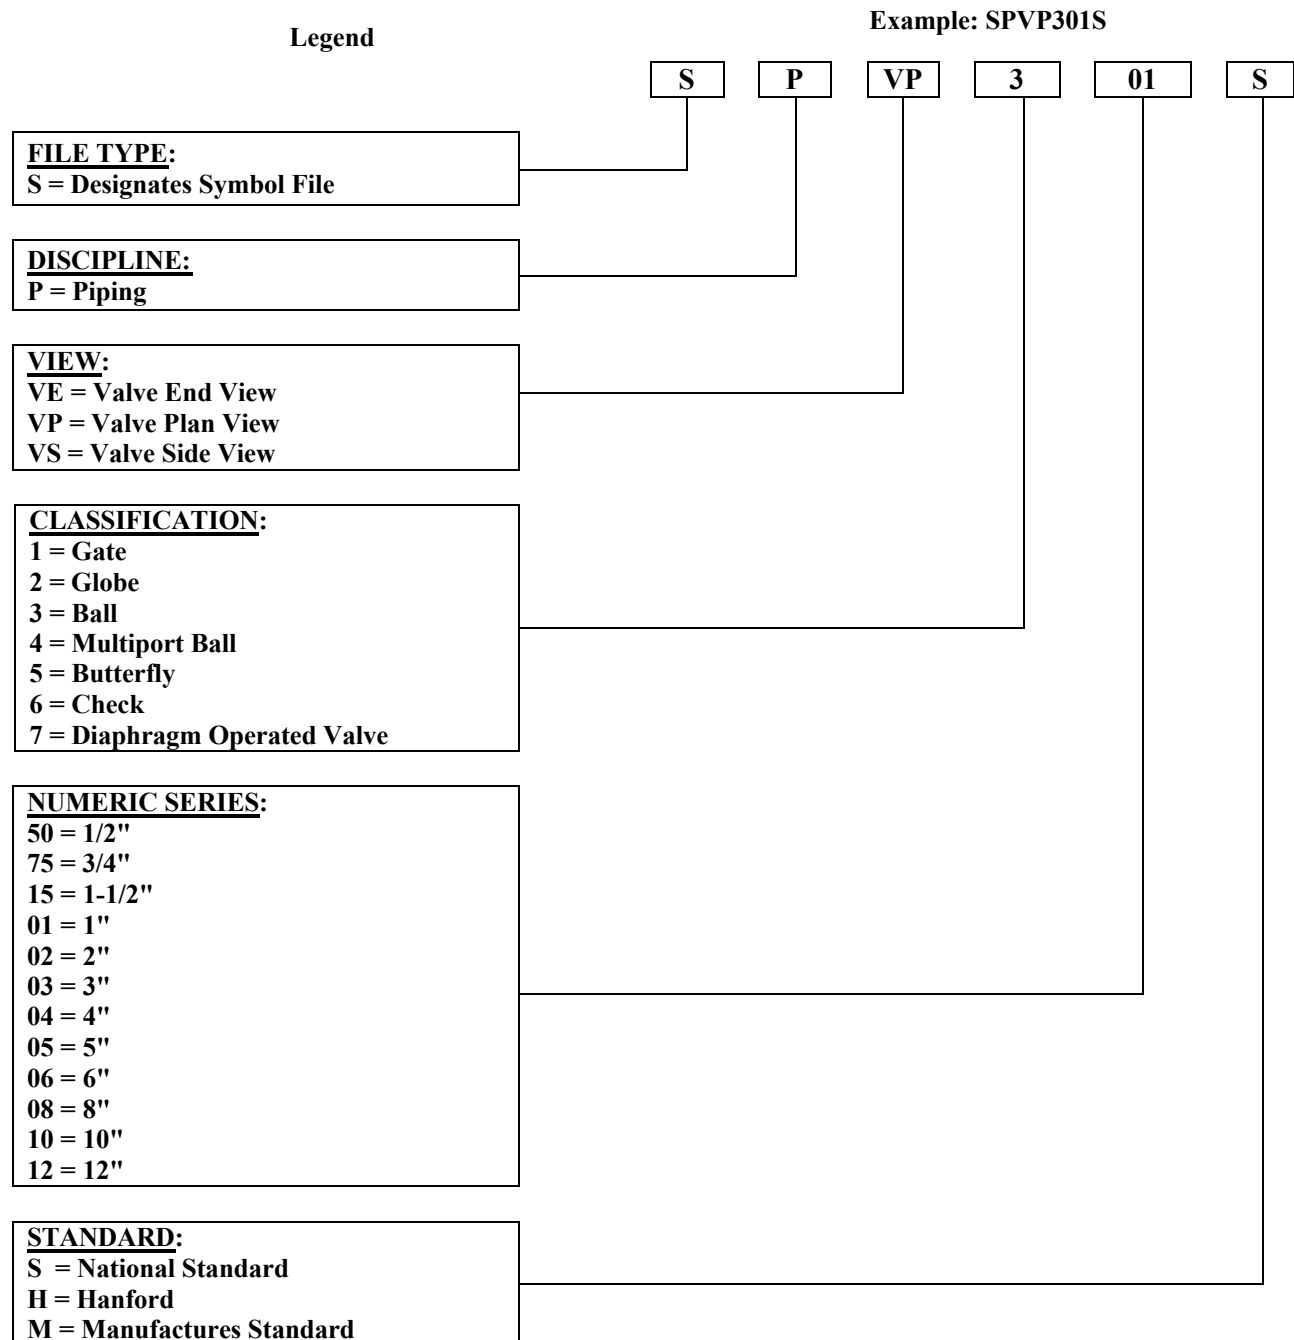 Legend
Example: SPVP301S
S P VP 3 01 S
FILE TYPE:
S = Designates Symbol File
DISCIPLINE:
P = Piping
VIEW:
VE = Valve End View
VP = Valve Plan View
VS = Valve Side View
CLASSIFICATION:
1 = Gate
2 = Globe
3 = Ball
4 = Multiport Ball
5 = Butterfly
6 = Check
7 = Diaphragm Operated Valve
NUMERIC SERIES:
50 = 1/2"
75 = 3/4"
15 = 1-1/2"
01 = 1"
02 = 2"
03 = 3"
04 = 4"
05 = 5"
06 = 6"
08 = 8"
10 = 10"
12 = 12"
STANDARD:
S = National Standard
H = Hanford
M = Manufactures Standard